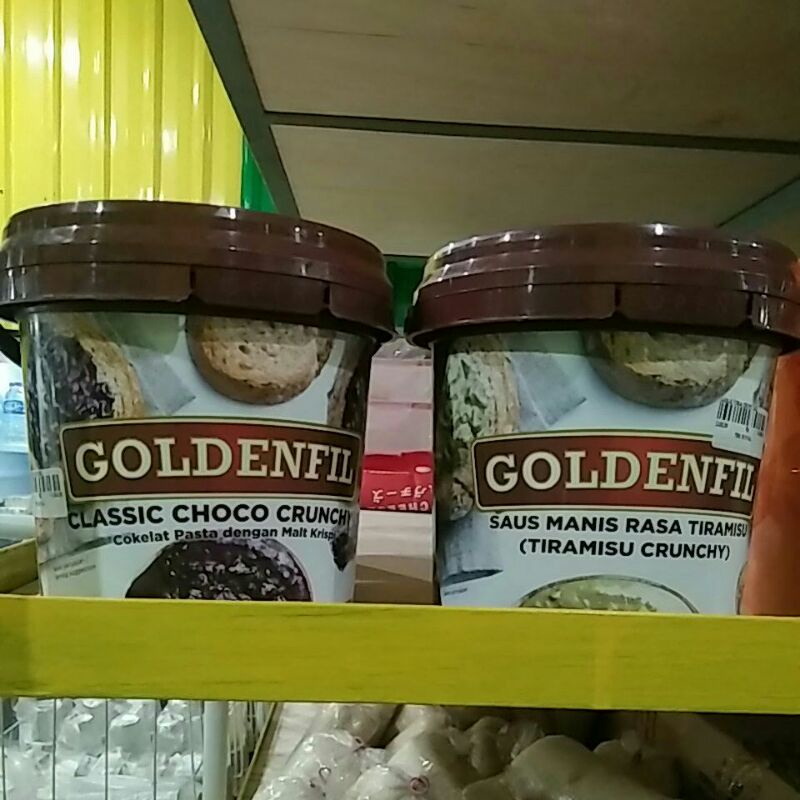 GOLDENFIL
CLASSIC CHOCO CRUNCHY
Cokelat Pasta dengan Malt Krispi
GOLDENFIL
SAUS MANIS RASA TIRAMISU
(TIRAMISU CRUNCHY)